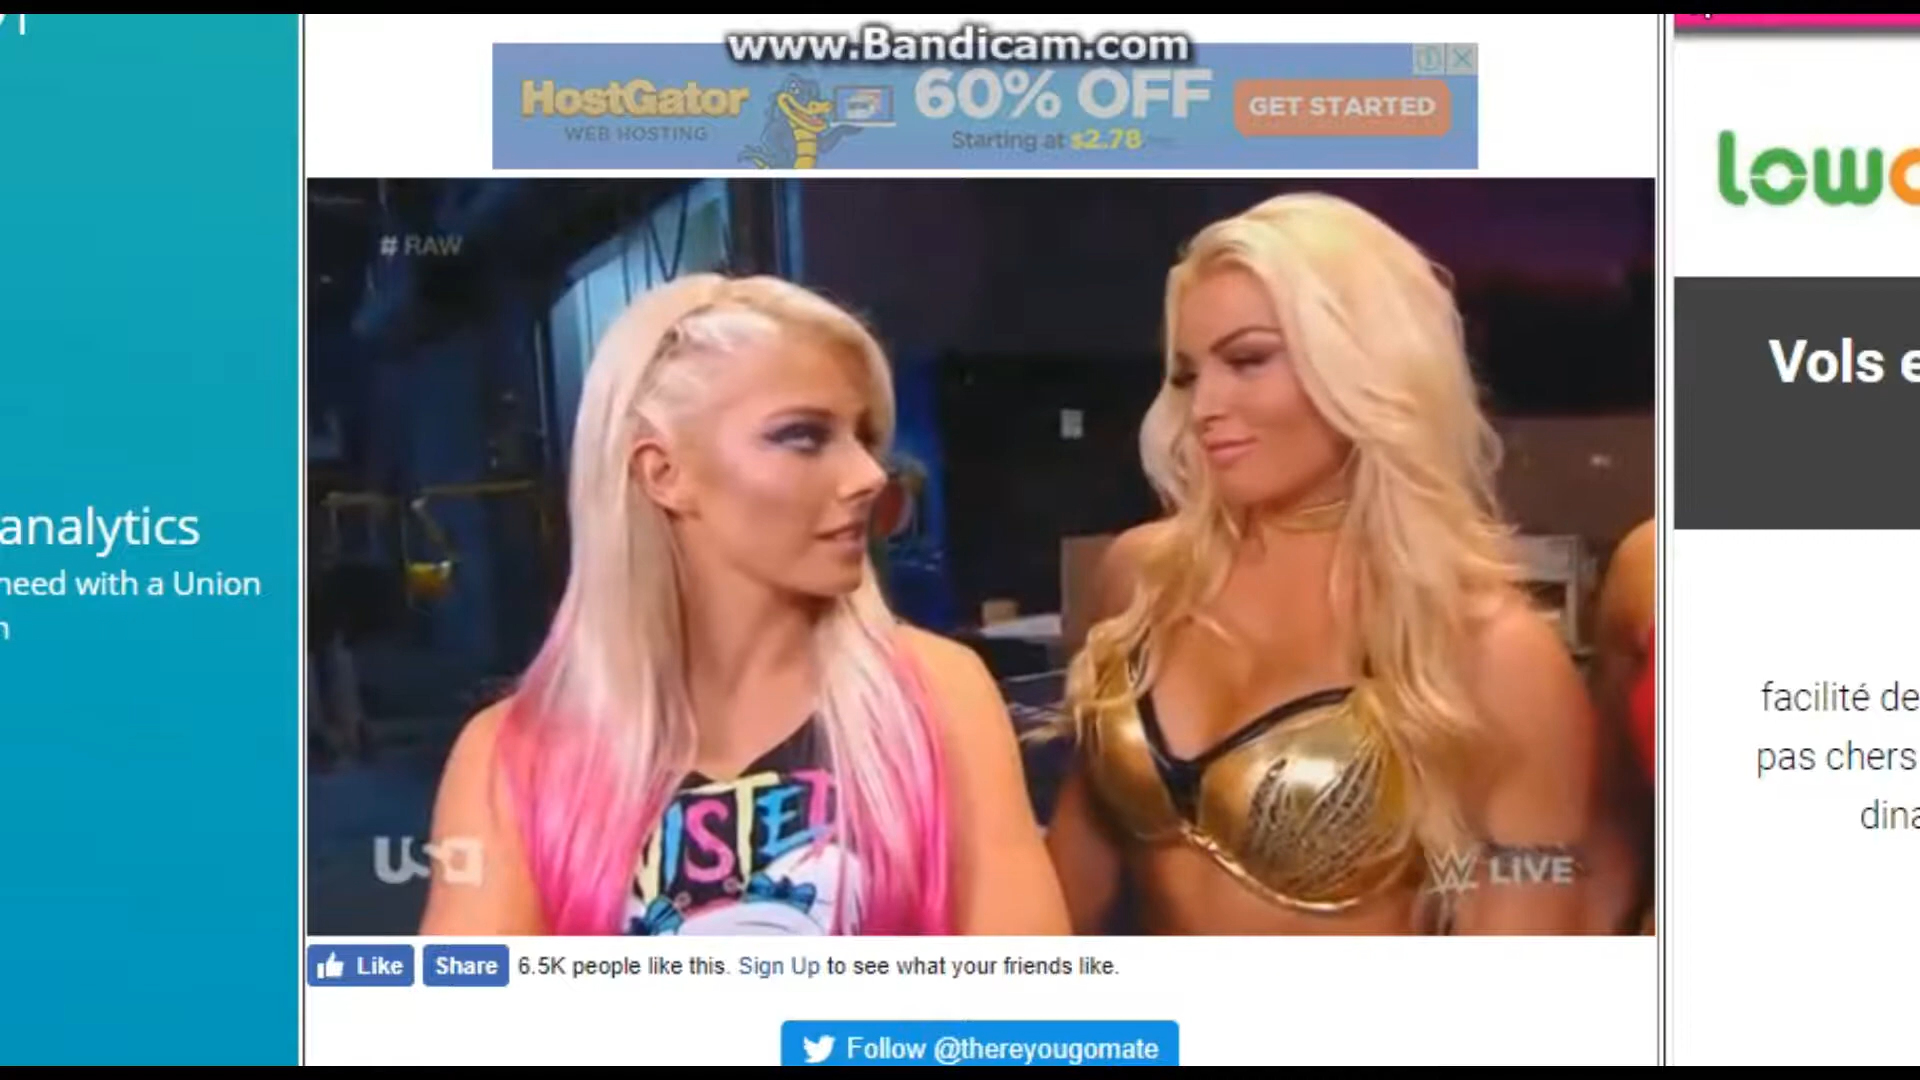 www.Bandicam.com
HostGator
WEB HOSTING
60% OFF
Starting at $2.78
GET STARTED
# RAW
analytics
need with a Union
USA
W LIVE
Like
Share
6.5K people like this. Sign Up to see what your friends like.
Follow @thereyougomate
Vols e
facilité de
pas chers